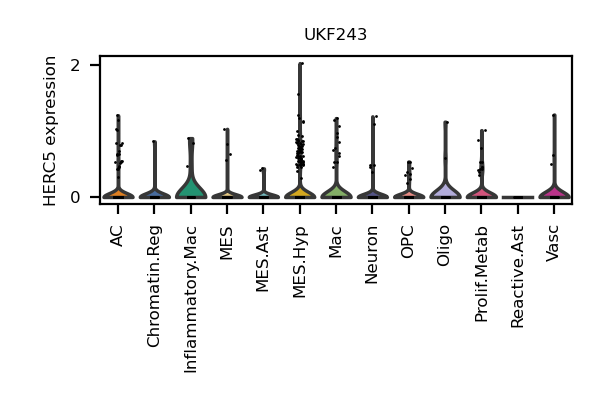 UKF243
HERC5 expression
2
0
AC
Chromatin.Reg
Inflammatory.Mac
MES
MES.Ast
MES.Hyp
Mac
Neuron
OPC
Oligo
Prolif.Metab
Reactive.Ast
Vasc